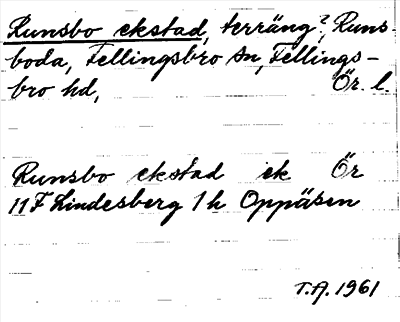 Runsbo ekstad, terräng?, Runs-
boda, Fellingsbro sn, Fellings-
bro hd, Ör. l.
Runsbo ekstad ek Ör
11 F Lindesberg 1 h Oppåsen
T.A. 1961